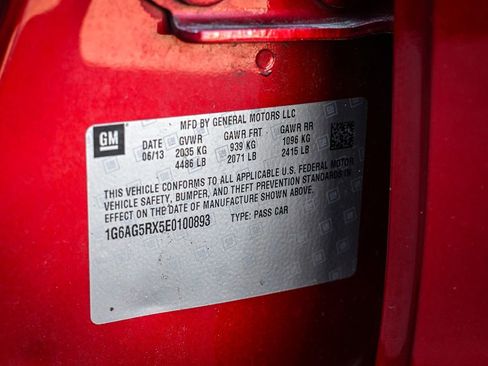 MFD BY GENERAL MOTORS LLC
GM
DATE GVWR GAWR FRT GAWR RR
06/13 2035 KG 939 KG 1096 KG
4486 LB 2071 LB 2415 LB
THIS VEHICLE CONFORMS TO ALL APPLICABLE U.S. FEDERAL MOTOR
VEHICLE SAFETY, BUMPER, AND THEFT PREVENTION STANDARDS IN
EFFECT ON THE DATE OF MANUFACTURE SHOWN ABOVE.
1G6AG5RX5E0100893 TYPE: PASS CAR